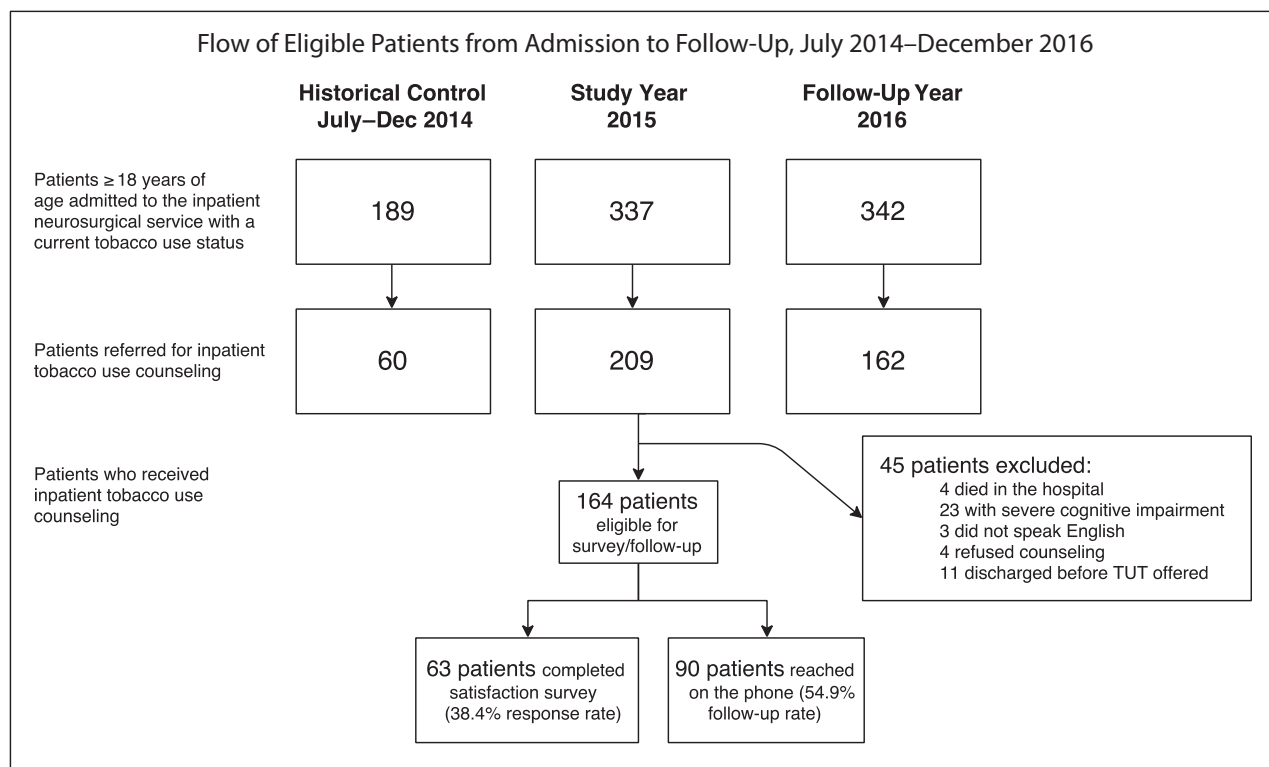 Flow of Eligible Patients from Admission to Follow-Up, July 2014–December 2016
Historical Control
July–Dec 2014
Study Year
2015
Follow-Up Year
2016
Patients ≥ 18 years of
age admitted to the inpatient
neurosurgical service with a
current tobacco use status
189
337
342
Patients referred for inpatient
tobacco use counseling
60
209
162
Patients who received
inpatient tobacco use
counseling
164 patients
eligible for
survey/follow-up
45 patients excluded:
4 died in the hospital
23 with severe cognitive impairment
3 did not speak English
4 refused counseling
11 discharged before TUT offered
63 patients completed
satisfaction survey
(38.4% response rate)
90 patients reached
on the phone (54.9%
follow-up rate)